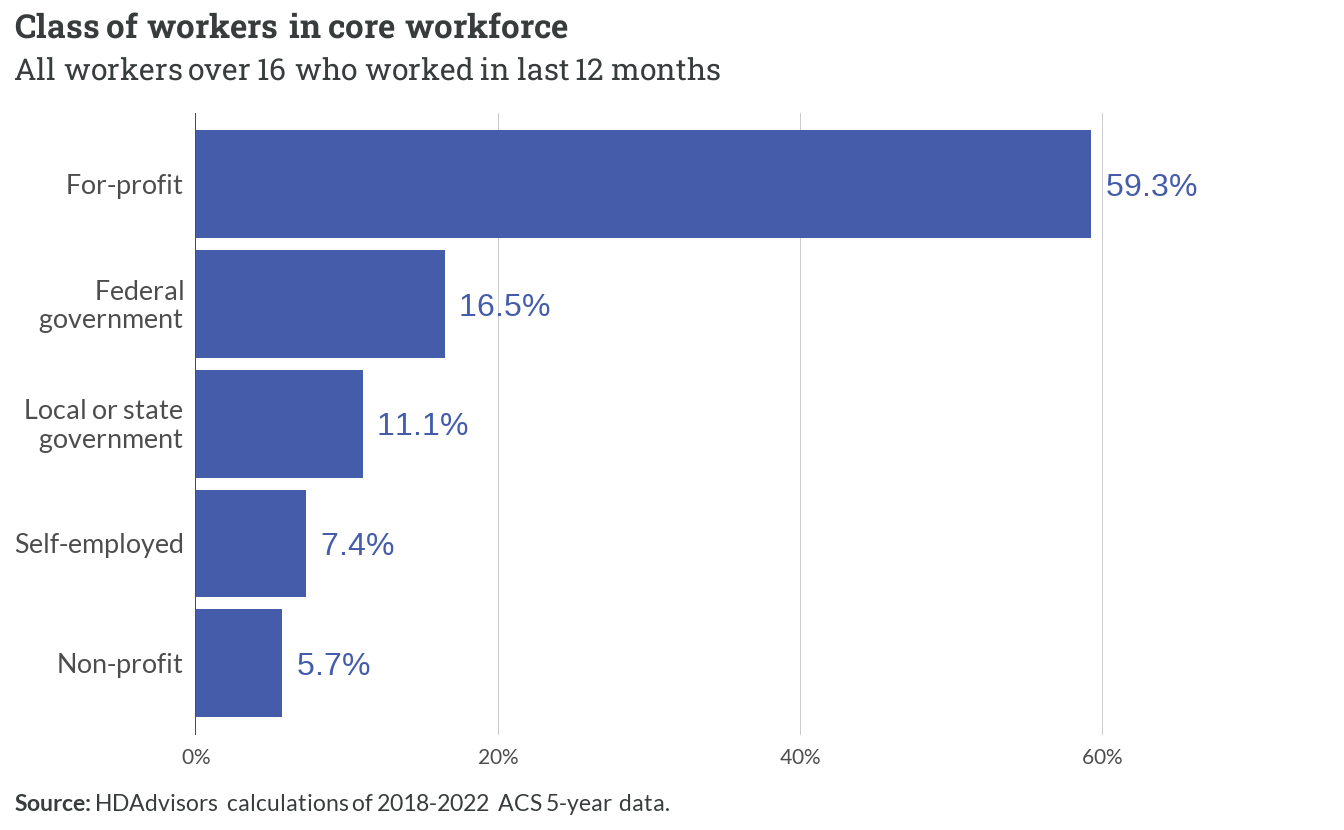 Class of workers in core workforce
All workers over 16 who worked in last 12 months
For-profit
59.3%
Federal
government
16.5%
Local or state
government
11.1%
Self-employed
7.4%
Non-profit
5.7%
0%
20%
40%
60%
Source: HDAdvisors calculations of 2018-2022 ACS 5-year data.